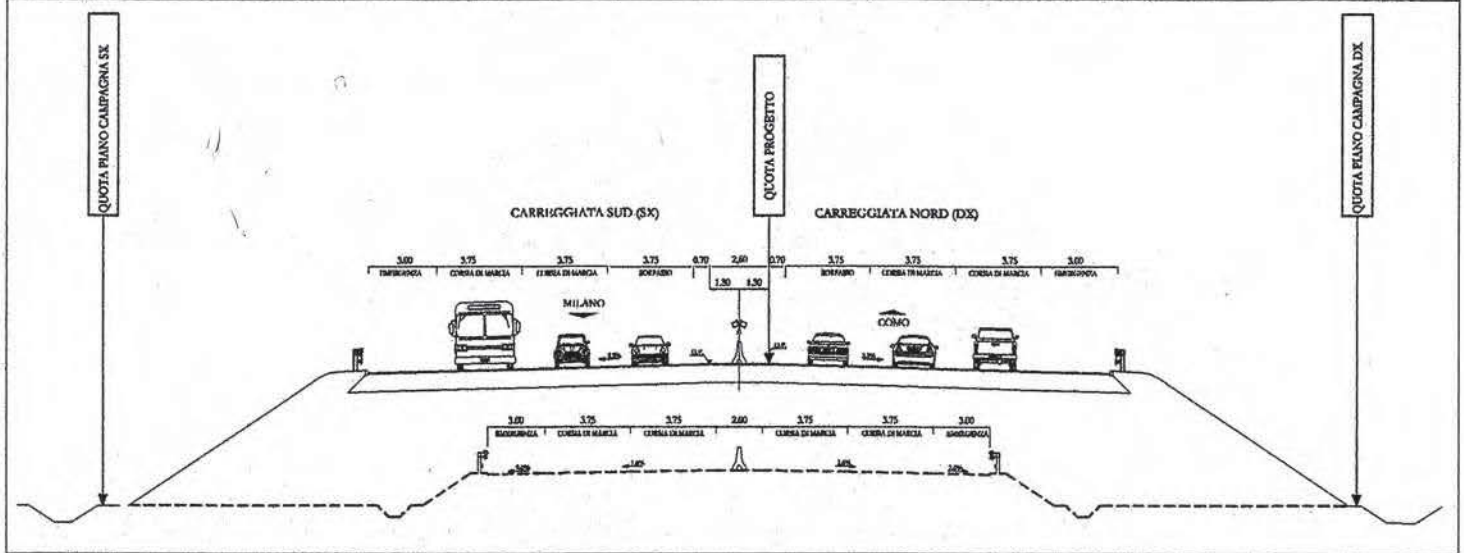 QUOTA PIANO CAMPAGNA SX
QUOTA PROGETTO
QUOTA PIANO CAMPAGNA DX
CARREGGIATA SUD (SX) CARREGGIATA NORD (DX)
3.00 3.75 3.75 3.75 0.70 2.60 0.70 3.75 3.75 3.75 3.00
EMERGENZA CORSIA DI MARCIA CORSIA DI MARCIA SORPASSO SORPASSO CORSIA DI MARCIA CORSIA DI MARCIA EMERGENZA
1.30 1.30
MILANO
COMO
3.00 3.75 3.75 2.60 3.75 3.75 3.00
EMERGENZA CORSIA DI MARCIA CORSIA DI MARCIA CORSIA DI MARCIA CORSIA DI MARCIA EMERGENZA